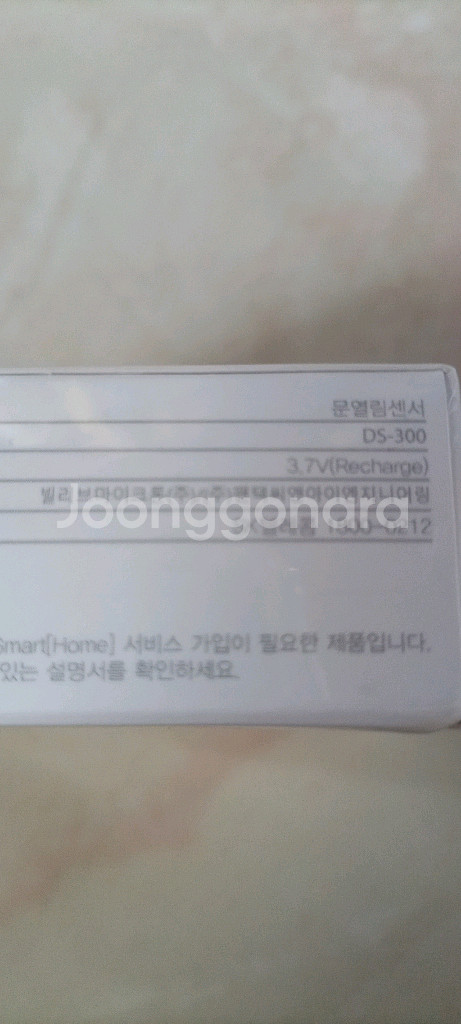 문열림센서
DS-300
3.7V(Recharge)
Joonggonara
Smart[Home] 서비스 가입이 필요한 제품입니다.
있는 설명서를 확인하세요